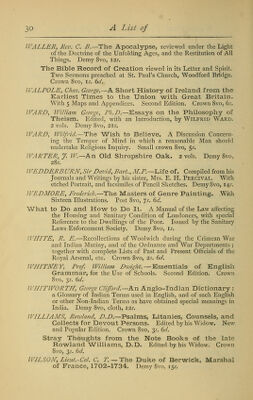 30 A List of
WALLER, Rev. C. B.—The Apocalypse, reviewed under the Light
of the Doctrine of the Unfolding Ages, and the Restitution of All
Things. Demy 8vo, 12s.
The Bible Record of Creation viewed in its Letter and Spirit.
Two Sermons preached at St. Paul's Church, Woodford Bridge.
Crown 8vo, 1s. 6d.
WALPOLE, Chas. George.—A Short History of Ireland from the
Earliest Times to the Union with Great Britain.
With 5 Maps and Appendices. Second Edition. Crown 8vo, 6s.
WARD, William George, Ph.D.—Essays on the Philosophy of
Theism. Edited, with an Introduction, by WILFRID WARD.
2 vols. Demy 8vo, 21s.
WARD, Wilfrid.—The Wish to Believe. A Discussion Concern-
ing the Temper of Mind in which a reasonable Man should
undertake Religious Inquiry. Small crown 8vo, 5s.
WARTER, J. W.—An Old Shropshire Oak. 2 vols. Demy 8vo,
28s.
WEDDERBURN, Sir David, Bart., M.P.—Life of. Compiled from his
Journals and Writings by his sister, Mrs. E. H. PERCIVAL. With
etched Portrait, and facsimiles of Pencil Sketches. Demy 8vo, 14s.
WEDMORE, Frederick.—The Masters of Genre Painting. With
Sixteen Illustrations. Post 8vo, 7s. 6d.
What to Do and How to Do It. A Manual of the Law affecting
the Housing and Sanitary Condition of Londoners, with special
Reference to the Dwellings of the Poor. Issued by the Sanitary
Laws Enforcement Society. Demy 8vo, 1s.
WHITE, R. E.—Recollections of Woolwich during the Crimean War
and Indian Mutiny, and of the Ordnance and War Departments;
together with complete Lists of Past and Present Officials of the
Royal Arsenal, etc. Crown 8vo, 2s. 6d.
WHITNEY, Prof. William Dwight.—Essentials of English
Grammar, for the Use of Schools. Second Edition. Crown
8vo, 3s. 6d.
WHITWORTH, George Clifford.—An Anglo-Indian Dictionary:
a Glossary of Indian Terms used in English, and of such English
or other Non-Indian Terms as have obtained special meanings in
India. Demy 8vo, cloth, 12s.
WILLIAMS, Rowland, D.D.—Psalms, Litanies, Counsels, and
Collects for Devout Persons. Edited by his Widow. New
and Popular Edition. Crown 8vo, 3s. 6d.
Stray Thoughts from the Note Books of the late
Rowland Williams, D.D. Edited by his Widow. Crown
8vo, 3s. 6d.
WILSON, Lieut.-Col. C. T.—The Duke of Berwick, Marshal
of France, 1702-1734. Demy 8vo, 15s.